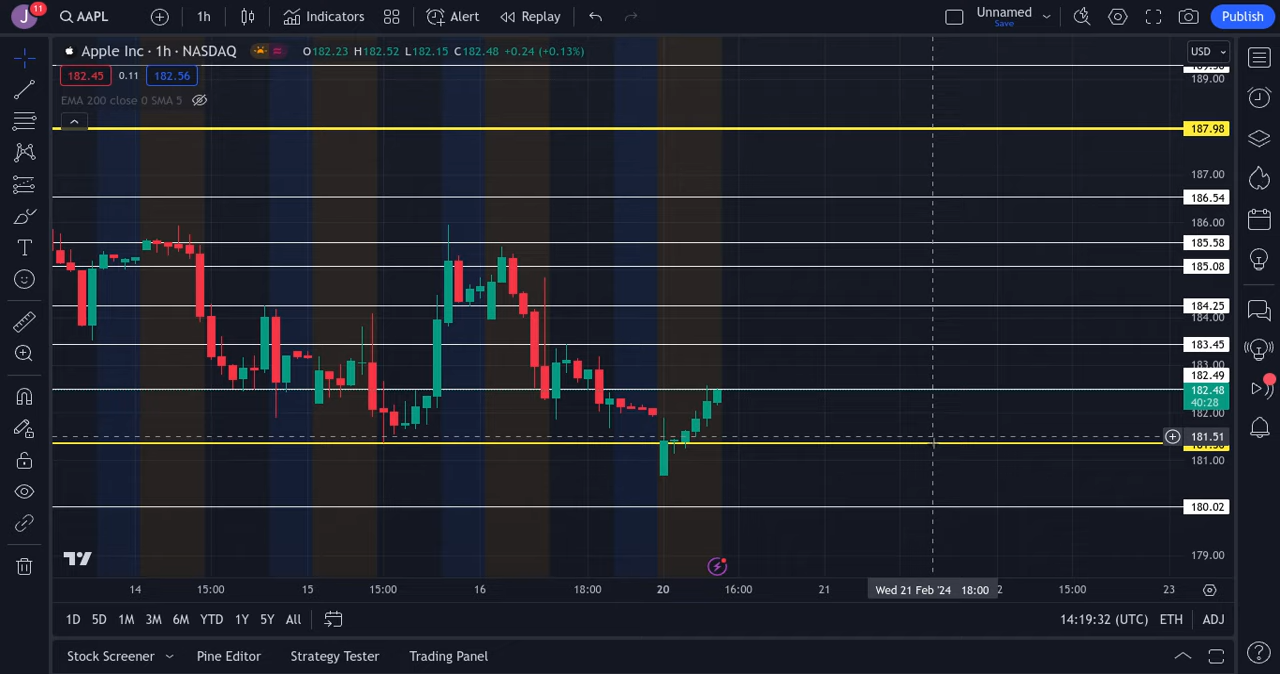 J 11 AAPL 1h Indicators Alert Replay Unnamed Publish
Save
Apple Inc · 1h · NASDAQ O182.23 H182.52 L182.15 C182.48 +0.24 (+0.13%) USD
182.45 0.11 182.56
EMA 200 close 0 SMA 5
189.00
187.98
187.00
186.54
186.00
185.58
185.08
184.25
184.00
183.45
183.00
182.49
182.48
40:28
182.00
181.51
181.00
180.02
179.00
14 15:00 15 15:00 16 18:00 20 16:00 21 Wed 21 Feb '24 18:00 15:00 23
1D 5D 1M 3M 6M YTD 1Y 5Y All 14:19:32 (UTC) ETH ADJ
Stock Screener Pine Editor Strategy Tester Trading Panel